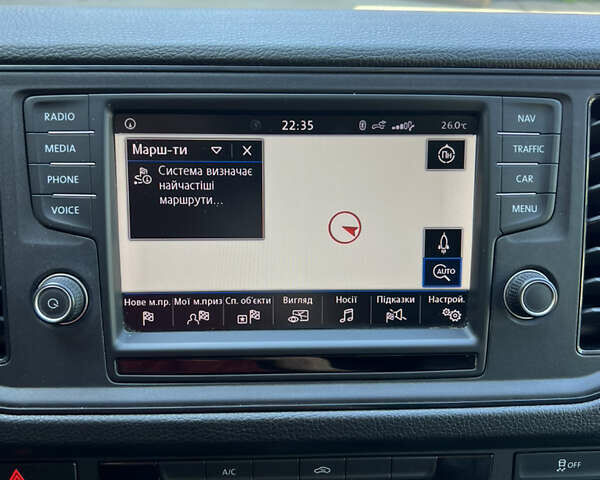 RADIO
MEDIA
PHONE
VOICE
22:35
26.0°C
Марш-ти
Система визначає
найчастіші
маршрути...
Пн
AUTO
Нове м.пр.
Мої м.приз
Сп. об'єкти
Вигляд
Носії
Підказки
Настрой.
NAV
TRAFFIC
CAR
MENU
A/C
OFF